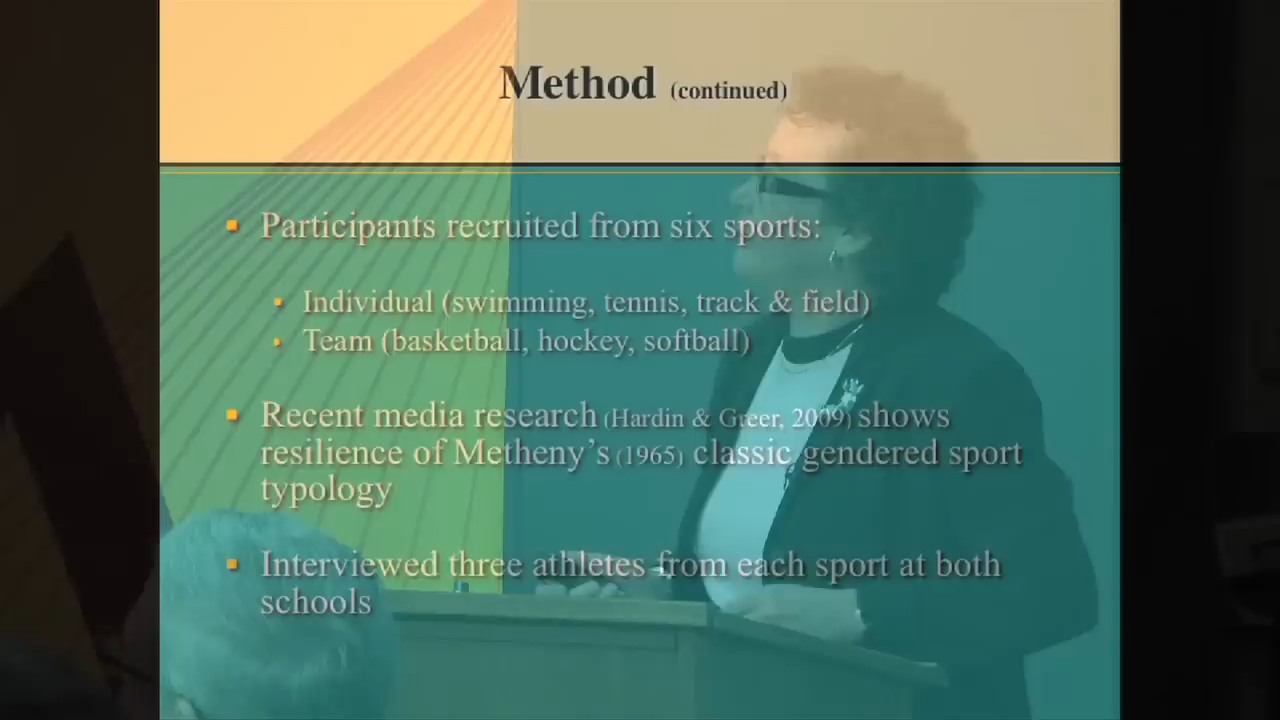 Method (continued)
Participants recruited from six sports:
Individual (swimming, tennis, track & field)
Team (basketball, hockey, softball)
Recent media research (Hardin & Greer, 2009) shows
resilience of Metheny's (1965) classic gendered sport
typology
Interviewed three athletes from each sport at both
schools